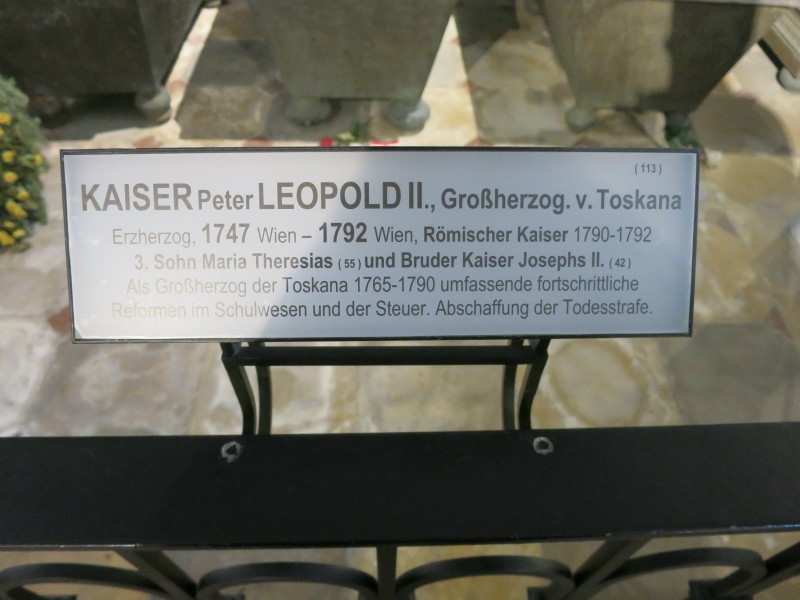 (113)
KAISER Peter LEOPOLD II., Großherzog. v. Toskana
Erzherzog, 1747 Wien – 1792 Wien, Römischer Kaiser 1790-1792
3. Sohn Maria Theresias (55) und Bruder Kaiser Josephs II. (42)
Als Großherzog der Toskana 1765-1790 umfassende fortschrittliche
Reformen im Schulwesen und der Steuer. Abschaffung der Todesstrafe.